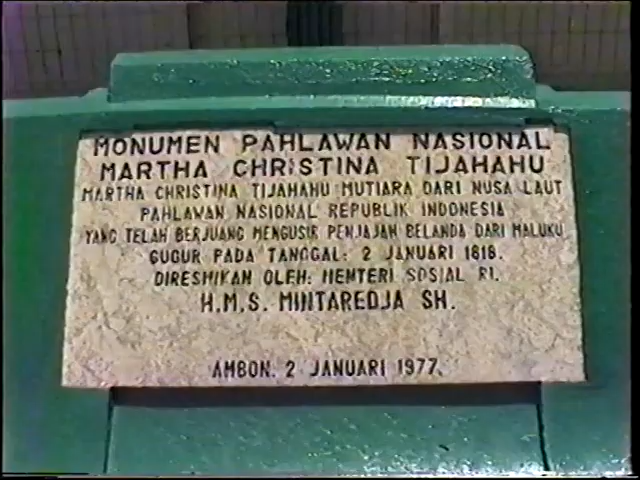 MONUMEN PAHLAWAN NASIONAL
MARTHA CHRISTINA TIJAHAHU
MARTHA CHRISTINA TIJAHAHU MUTIARA DARI NUSA LAUT
PAHLAWAN NASIONAL REPUBLIK INDONESIA
YANG TELAH BERJUANG MENGUSIR PENJAJAH BELANDA DARI MALUKU
GUGUR PADA TANGGAL: 2 JANUARI 1818.
DIRESMIKAN OLEH: MENTERI SOSIAL RI.
H.M.S. MINTAREDJA SH.
AMBON. 2 JANUARI 1977.